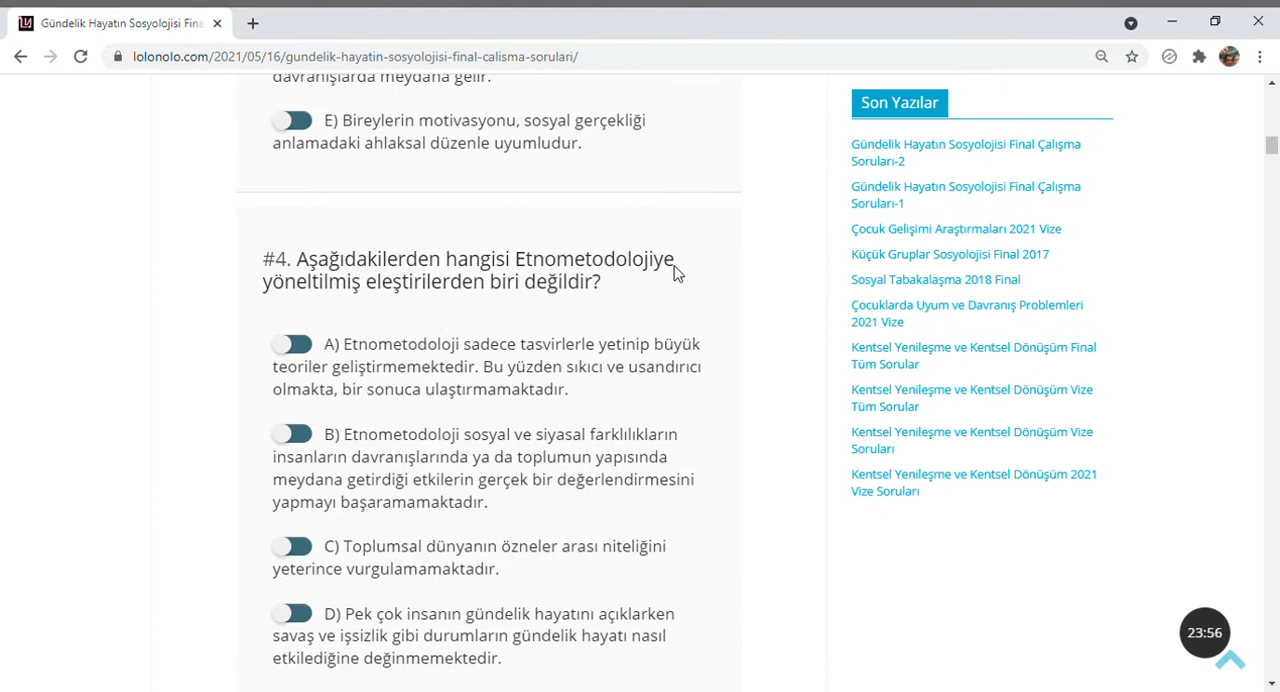 Gündelik Hayatın Sosyolojisi Fina
lolonolo.com/2021/05/16/gundelik-hayatin-sosyolojisi-final-calisma-sorulari/
davranışlarda meydana gelir.
E) Bireylerin motivasyonu, sosyal gerçekliği
anlamadaki ahlaksal düzenle uyumludur.
#4. Aşağıdakilerden hangisi Etnometodolojiye
yöneltilmiş eleştirilerden biri değildir?
A) Etnometodoloji sadece tasvirlerle yetinip büyük
teoriler geliştirmemektedir. Bu yüzden sıkıcı ve usandırıcı
olmakta, bir sonuca ulaştırmamaktadır.
B) Etnometodoloji sosyal ve siyasal farklılıkların
insanların davranışlarında ya da toplumun yapısında
meydana getirdiği etkilerin gerçek bir değerlendirmesini
yapmayı başaramamaktadır.
C) Toplumsal dünyanın özneler arası niteliğini
yeterince vurgulamamaktadır.
D) Pek çok insanın gündelik hayatını açıklarken
savaş ve işsizlik gibi durumların gündelik hayatı nasıl
etkilediğine değinmemektedir.
Son Yazılar
Gündelik Hayatın Sosyolojisi Final Çalışma
Soruları-2
Gündelik Hayatın Sosyolojisi Final Çalışma
Soruları-1
Çocuk Gelişimi Araştırmaları 2021 Vize
Küçük Gruplar Sosyolojisi Final 2017
Sosyal Tabakalaşma 2018 Final
Çocuklarda Uyum ve Davranış Problemleri
2021 Vize
Kentsel Yenileşme ve Kentsel Dönüşüm Final
Tüm Sorular
Kentsel Yenileşme ve Kentsel Dönüşüm Vize
Tüm Sorular
Kentsel Yenileşme ve Kentsel Dönüşüm Vize
Soruları
Kentsel Yenileşme ve Kentsel Dönüşüm 2021
Vize Soruları
23:56